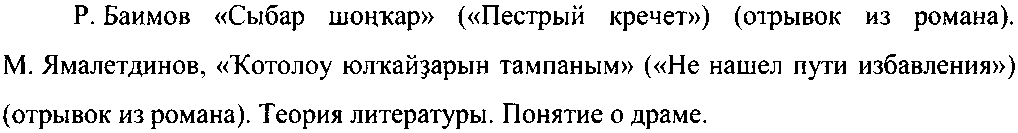 Р. Баимов «Сыбар шоңҡар» («Пестрый кречет») (отрывок из романа).
М. Ямалетдинов, «Ҡотолоу юлҡайҙарын тампаным» («Не нашел пути избавления»)
(отрывок из романа). Теория литературы. Понятие о драме.